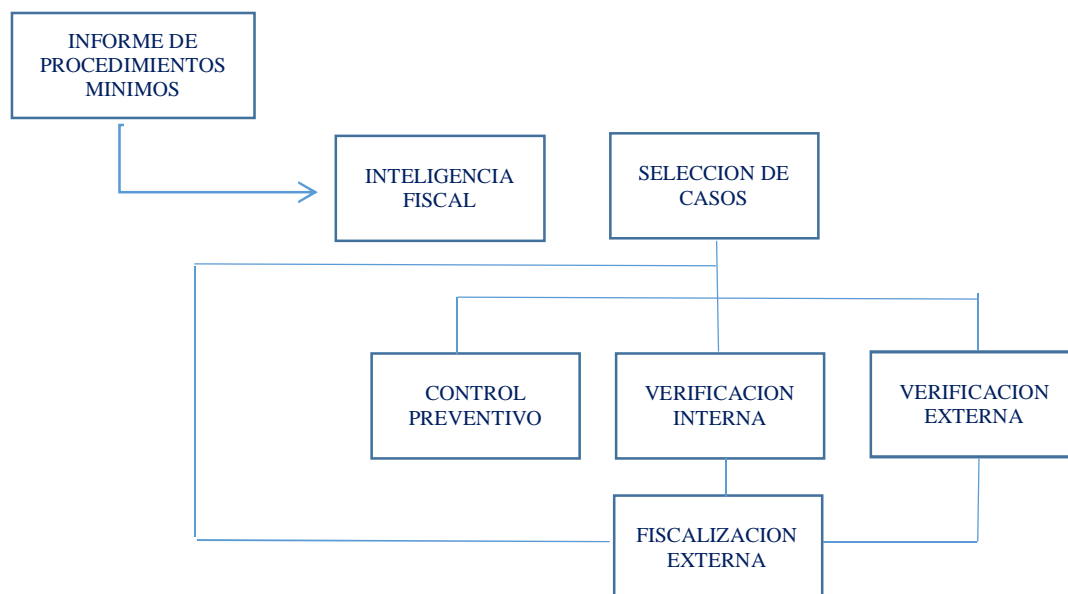 INFORME DE
PROCEDIMIENTOS
MINIMOS
INTELIGENCIA
FISCAL
SELECCION DE
CASOS
CONTROL
PREVENTIVO
VERIFICACION
INTERNA
VERIFICACION
EXTERNA
FISCALIZACION
EXTERNA